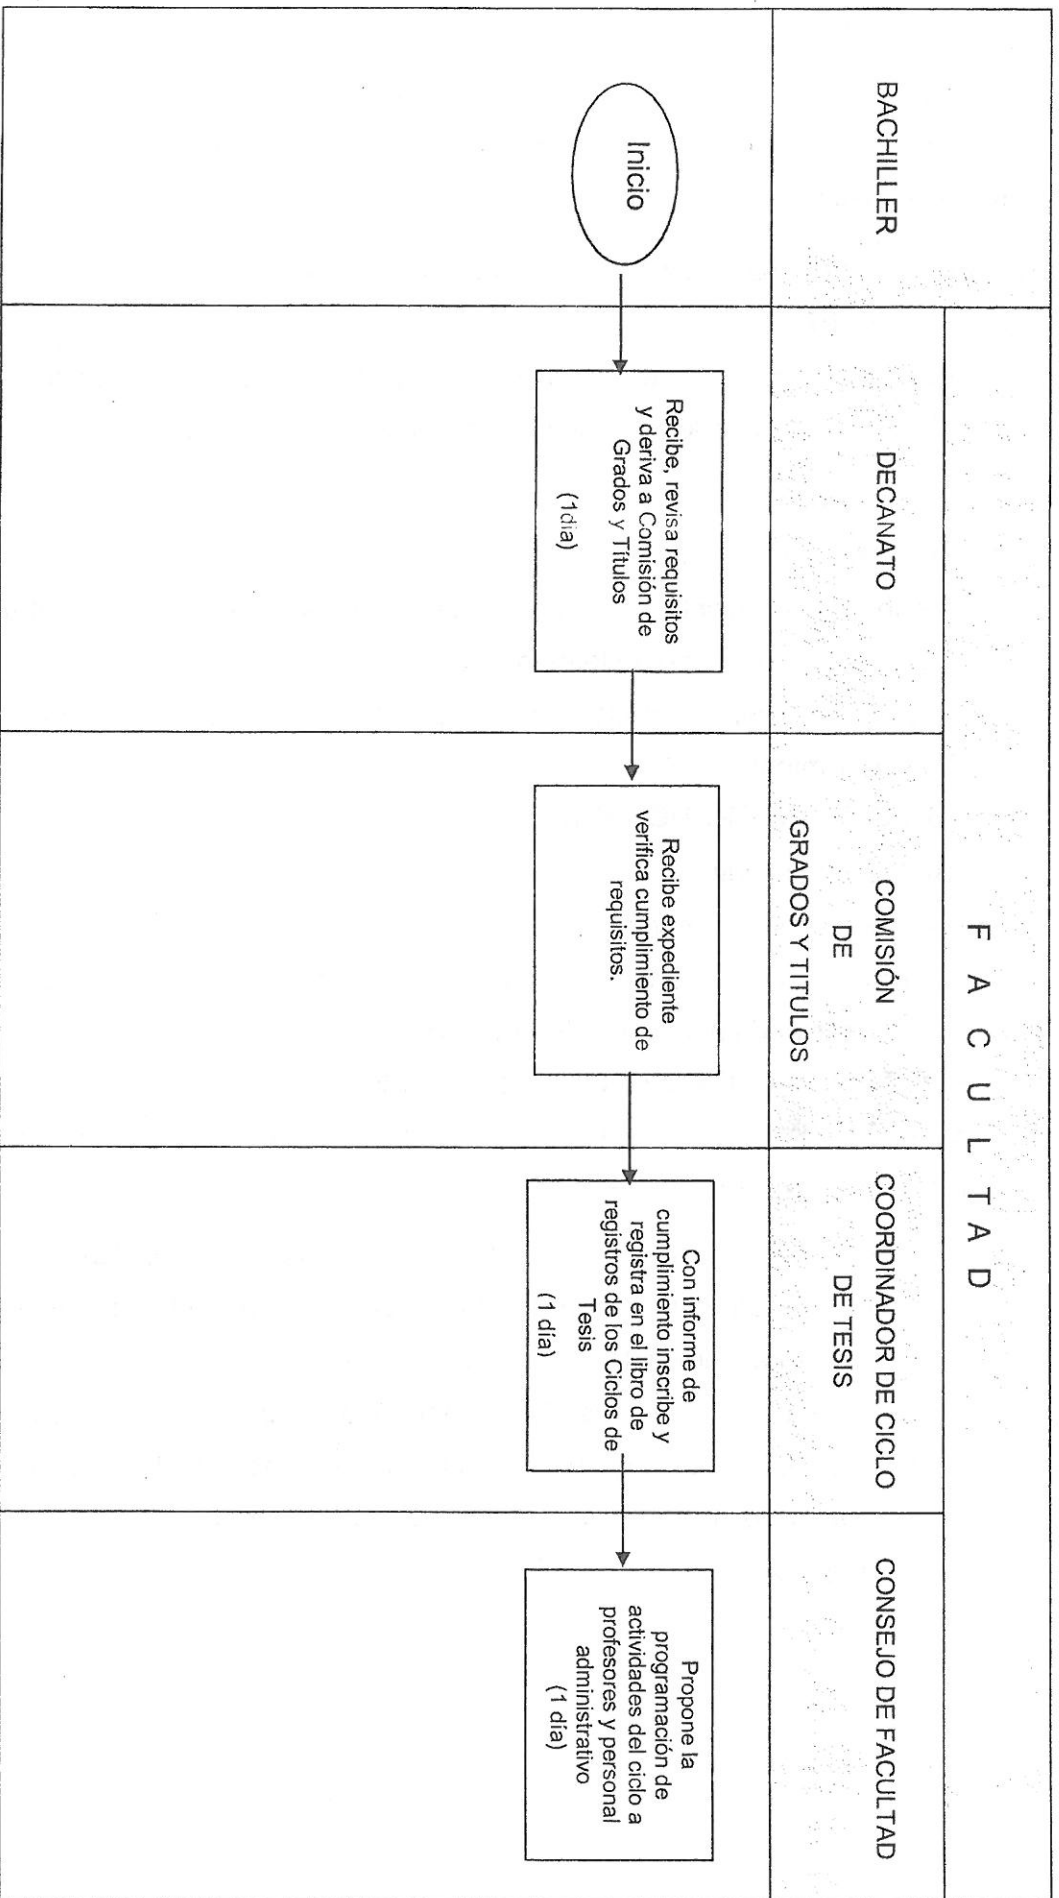 BACHILLER
F A C U L T A D
DECANATO
COMISIÓN
DE
GRADOS Y TITULOS
COORDINADOR DE CICLO
DE TESIS
CONSEJO DE FACULTAD
Inicio
Recibe, revisa requisitos
y deriva a Comisión de
Grados y Títulos
(1dia)
Recibe expediente
verifica cumplimiento de
requisitos.
Con informe de
cumplimiento inscribe y
registra en el libro de
registros de los Ciclos de
Tesis
(1 día)
Propone la
programación de
actividades del ciclo a
profesores y personal
administrativo
(1 día)